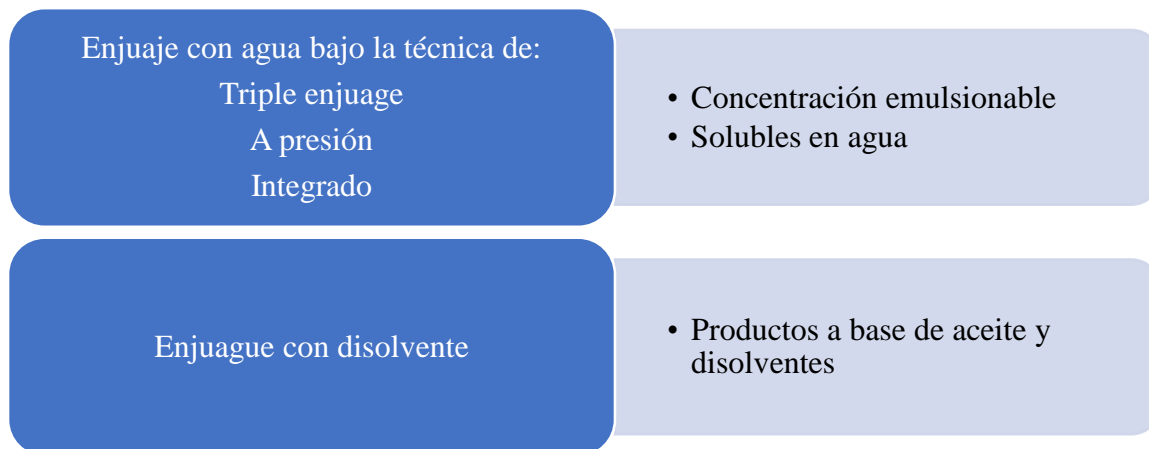 Enjuaje con agua bajo la técnica de:
Triple enjuage
A presión
Integrado
• Concentración emulsionable
• Solubles en agua
Enjuague con disolvente
• Productos a base de aceite y
disolventes